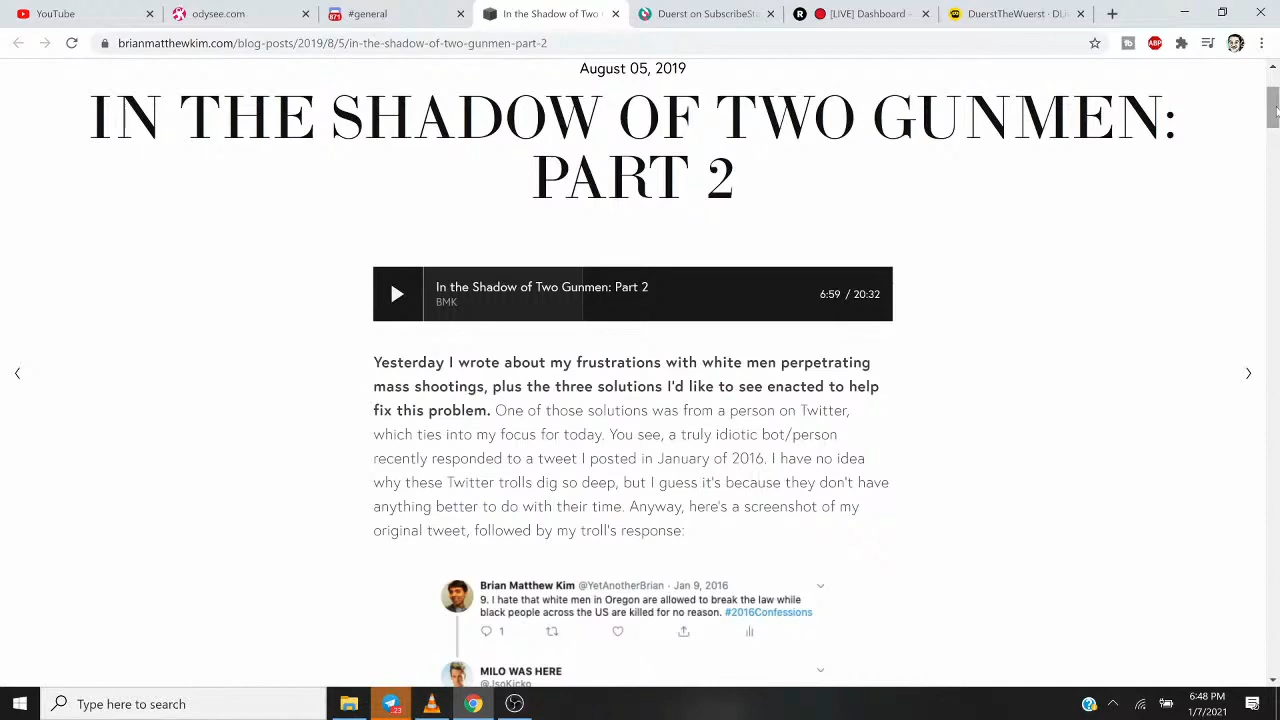 YouTube
odysee.com
871
#general
In the Shadow of Two
Duerst on SubscribeSt
[LIVE] Dashboard -
DuerstTheWuerst - DL
brianmatthewkim.com/blog-posts/2019/8/5/in-the-shadow-of-two-gunmen-part-2
ABP
August 05, 2019
IN THE SHADOW OF TWO GUNMEN:
PART 2
In the Shadow of Two Gunmen: Part 2
BMK
6:59 / 20:32
Yesterday I wrote about my frustrations with white men perpetrating
mass shootings, plus the three solutions I'd like to see enacted to help
fix this problem. One of those solutions was from a person on Twitter,
which ties into my focus for today. You see, a truly idiotic bot/person
recently responded to a tweet I posted in January of 2016. I have no idea
why these Twitter trolls dig so deep, but I guess it's because they don't have
anything better to do with their time. Anyway, here's a screenshot of my
original tweet, followed by my troll's response:
Brian Matthew Kim @YetAnotherBrian · Jan 9, 2016
9. I hate that white men in Oregon are allowed to break the law while
black people across the US are killed for no reason. #2016Confessions
1
MILO WAS HERE
@JsoKicko
Type here to search
23
6:48 PM
1/7/2021